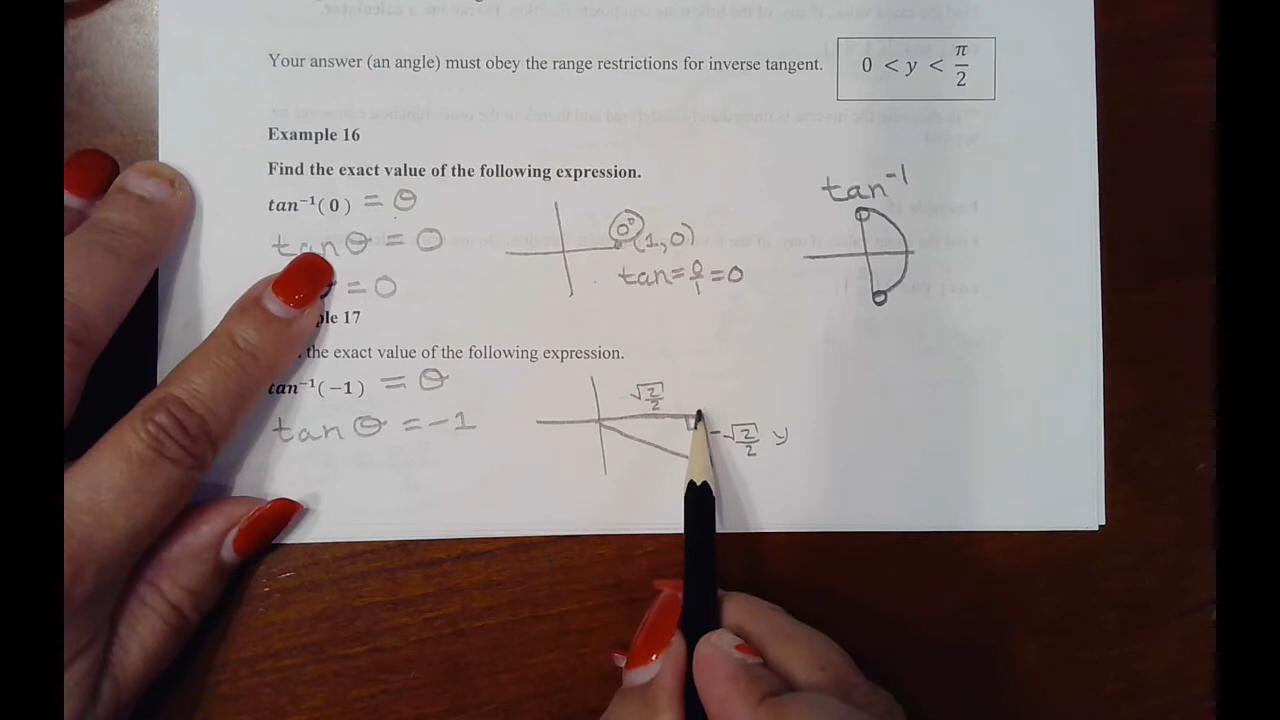 Your answer (an angle) must obey the range restrictions for inverse tangent.
0 < y < π/2
Example 16
Find the exact value of the following expression.
tan⁻¹(0) = θ
tan θ = 0
= 0
0°
(1,0)
tan = 0/1 = 0
tan⁻¹
ple 17
the exact value of the following expression.
tan⁻¹(−1) = θ
tan θ = −1
√2/2
−√2/2 y